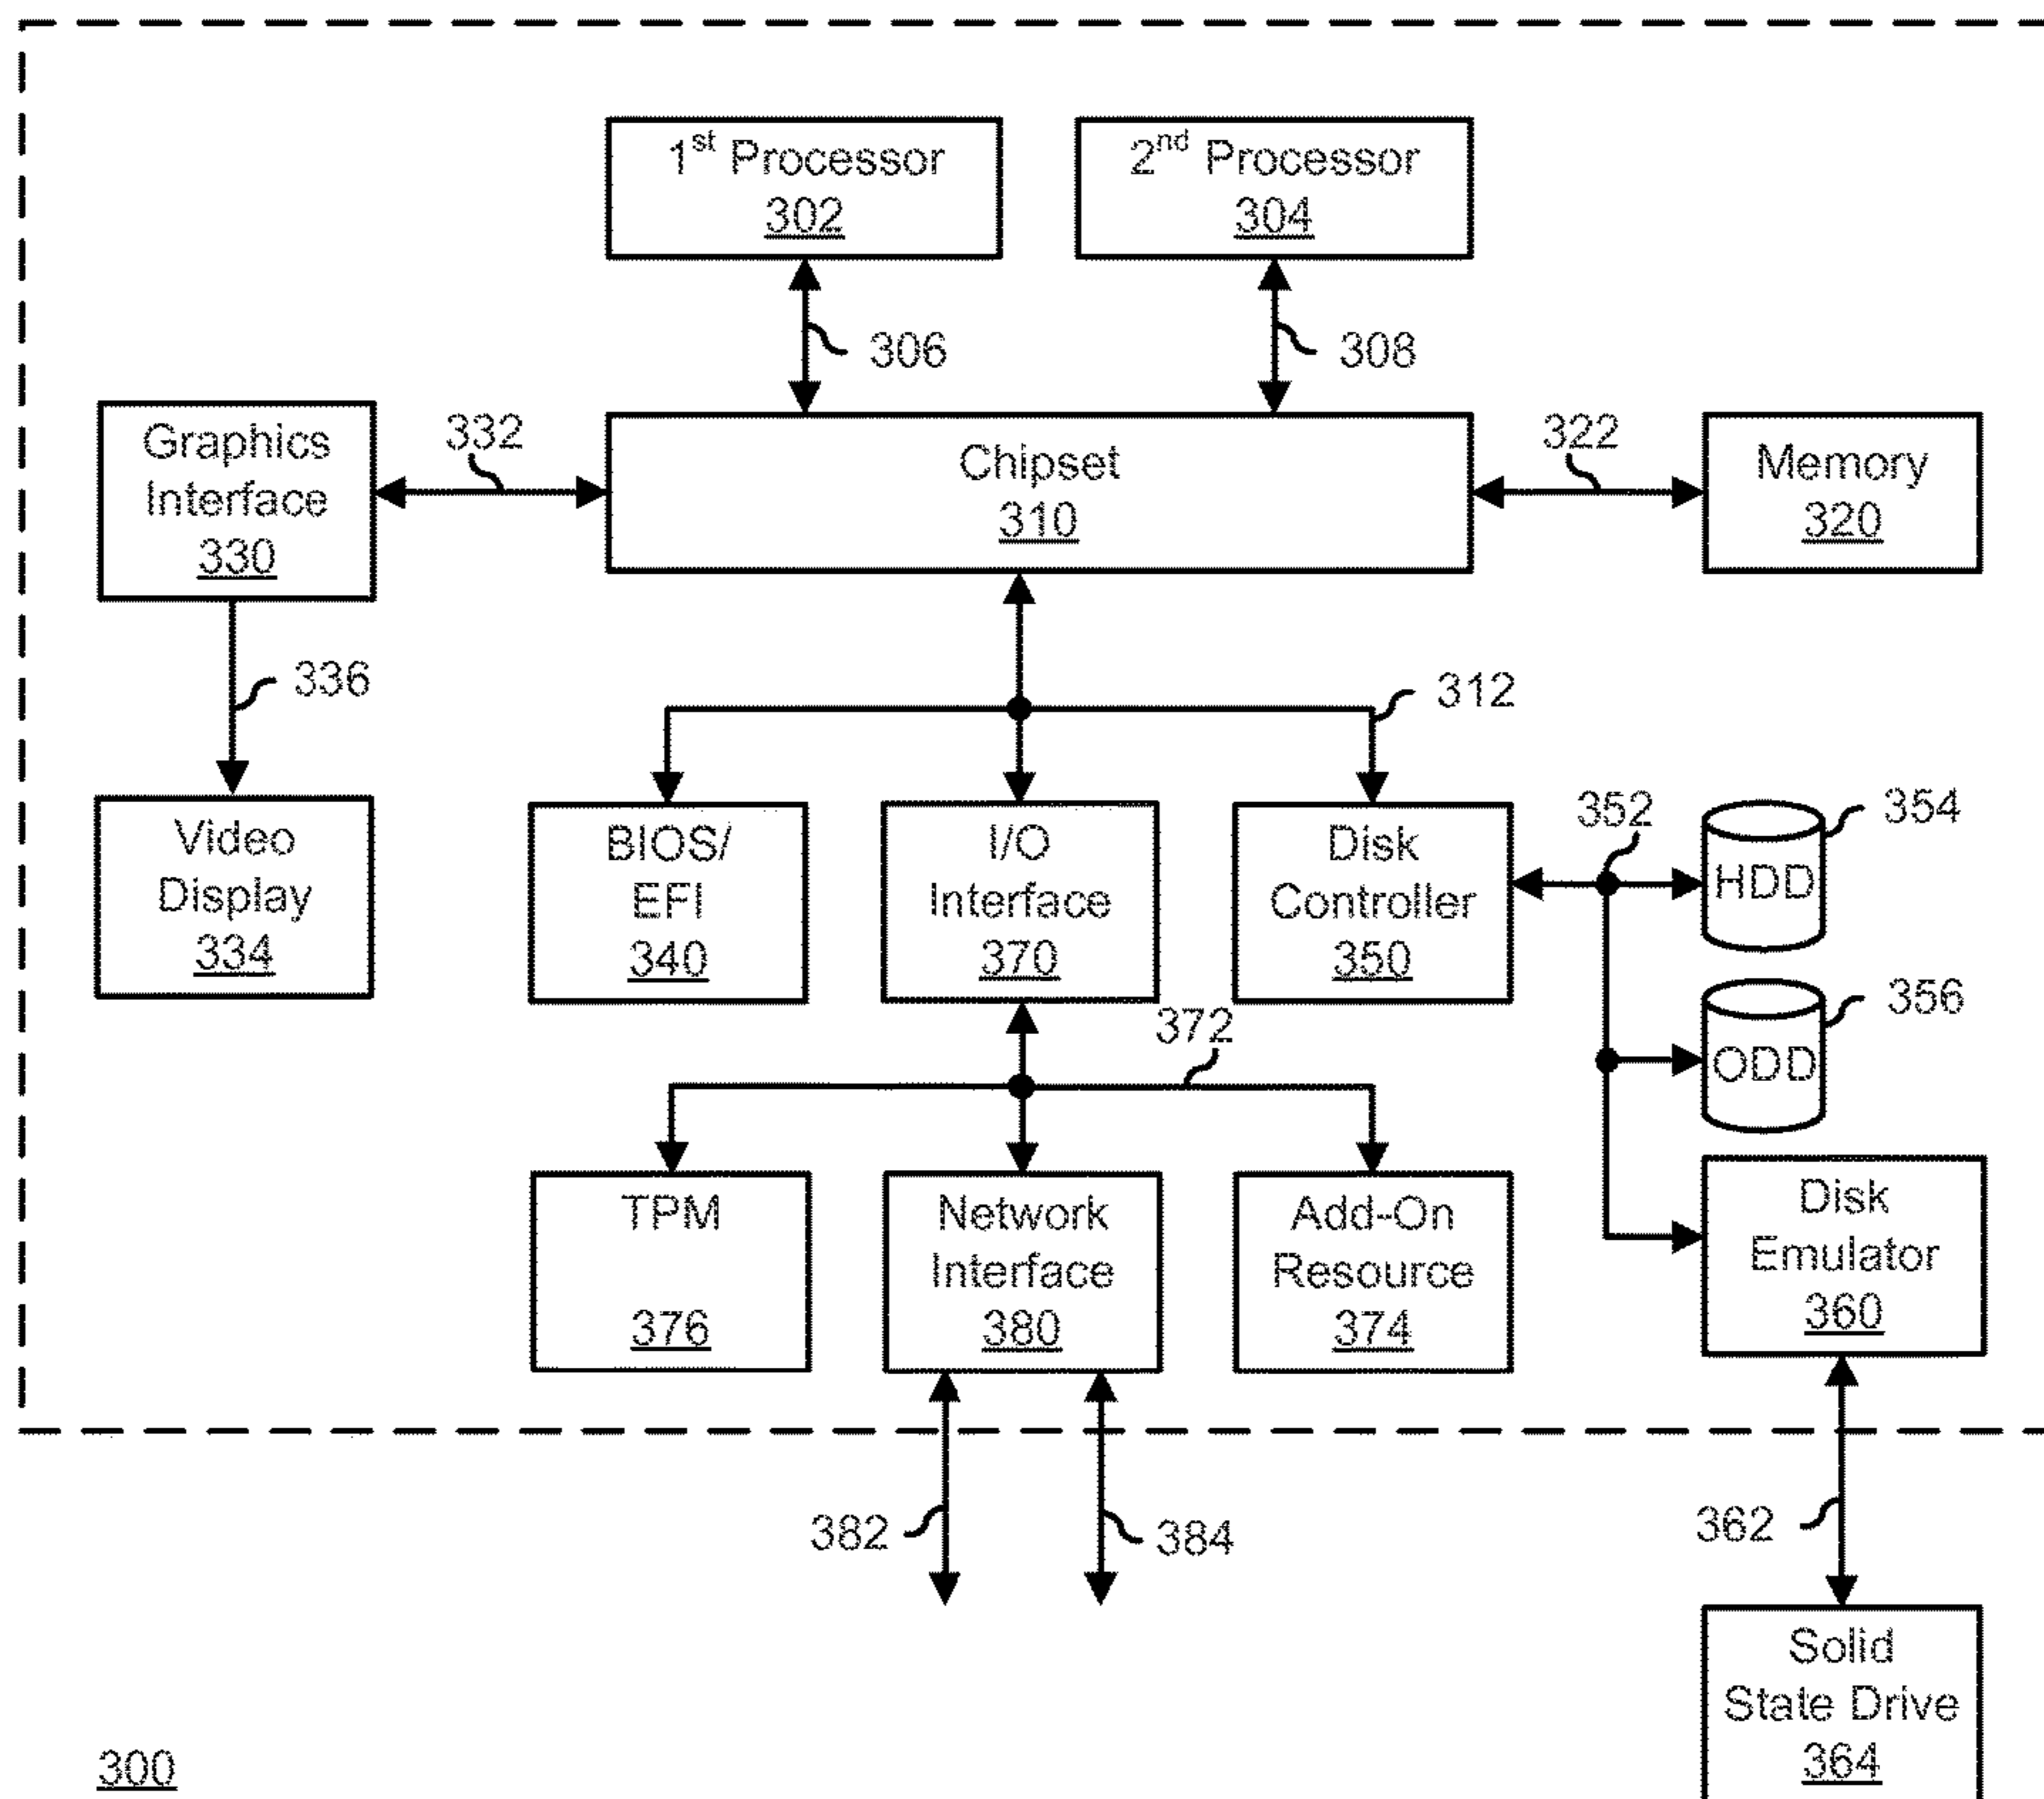 1st Processor
302
2nd Processor
304
306
308
Graphics
Interface
330
332
Chipset
310
322
Memory
320
336
312
Video
Display
334
BIOS/
EFI
340
I/O
Interface
370
Disk
Controller
350
352
HDD
354
ODD
356
372
TPM
376
Network
Interface
380
Add-On
Resource
374
Disk
Emulator
360
382
384
362
Solid
State Drive
364
300